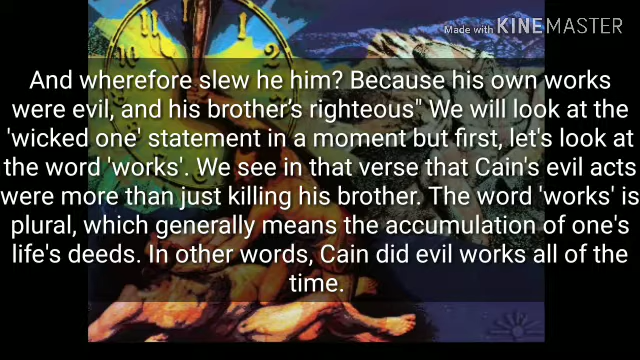 Made with KINEMASTER
And wherefore slew he him? Because his own works
were evil, and his brother’s righteous" We will look at the
'wicked one' statement in a moment but first, let's look at
the word 'works'. We see in that verse that Cain's evil acts
were more than just killing his brother. The word 'works' is
plural, which generally means the accumulation of one's
life's deeds. In other words, Cain did evil works all of the
time.
12
1
2
3